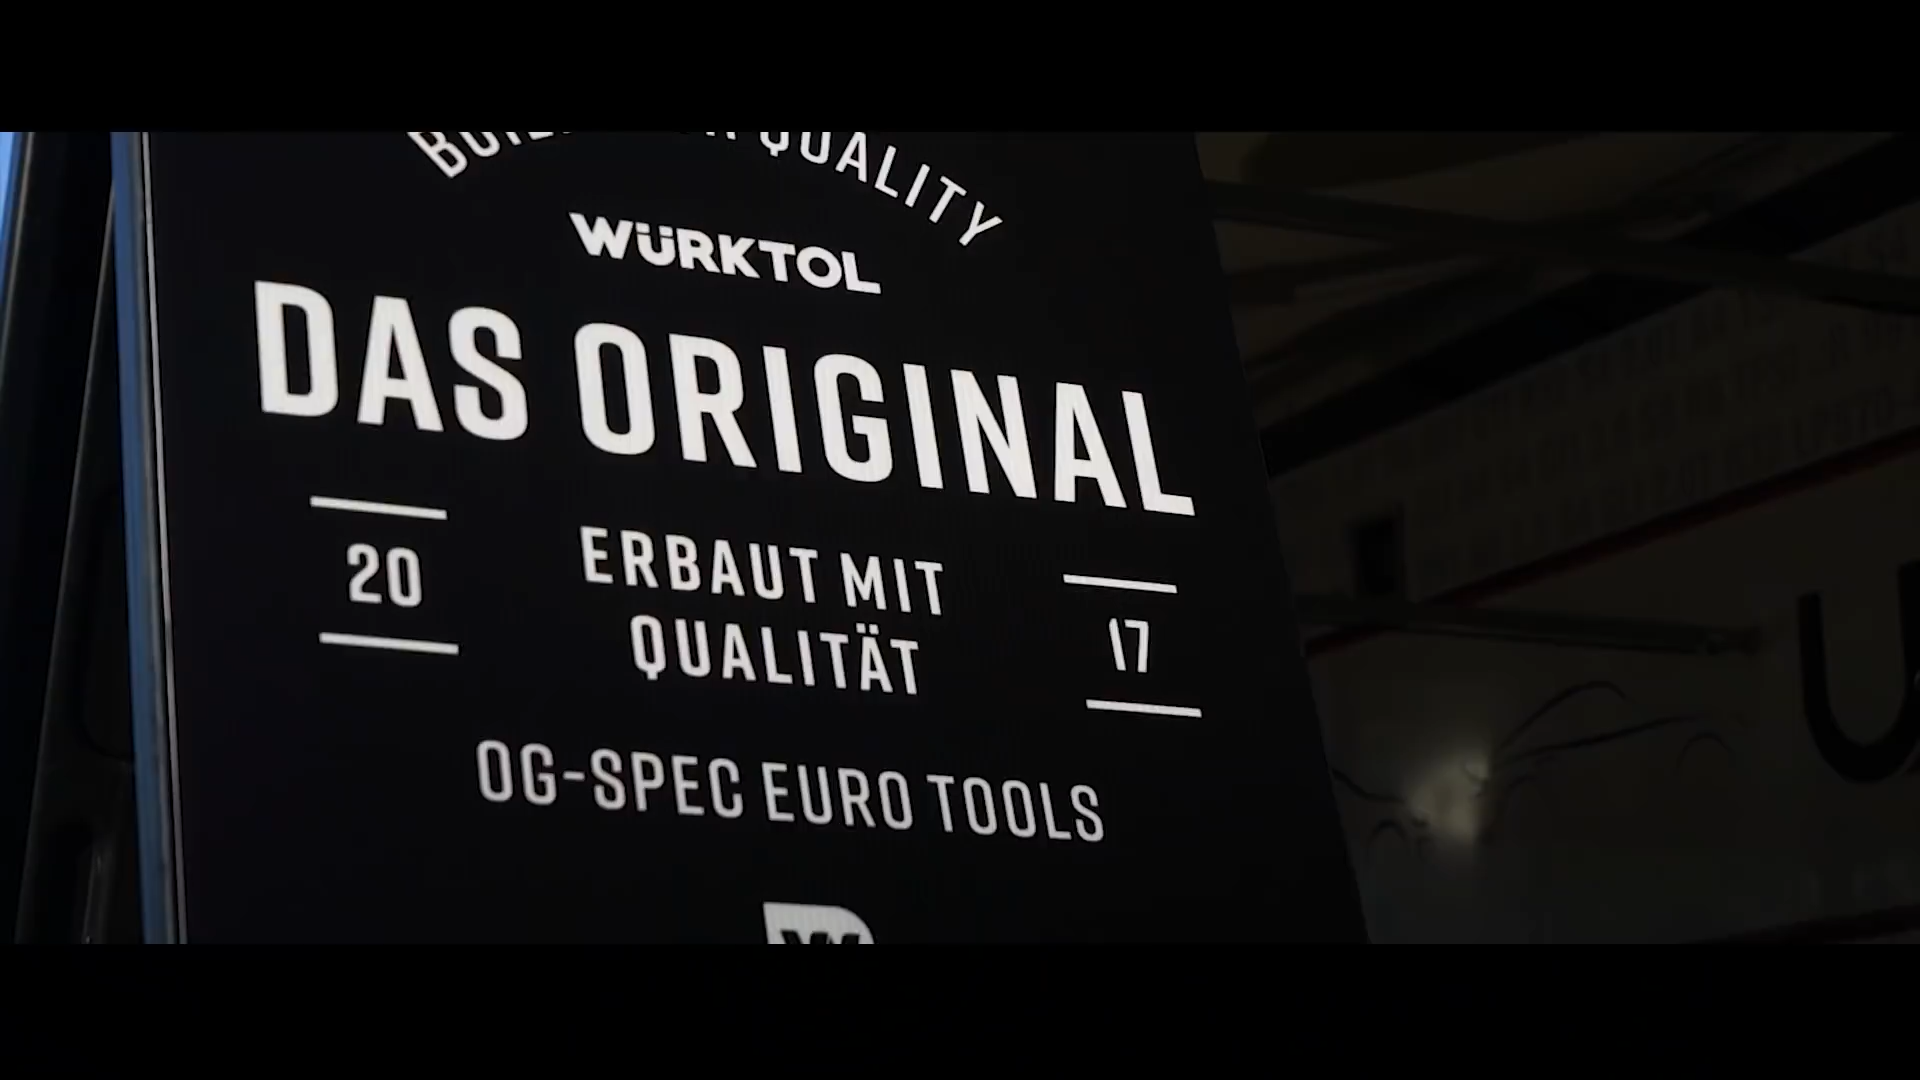 QUALITY
WÜRKTOL
DAS ORIGINAL
20
ERBAUT MIT
QUALITÄT
17
OG-SPEC EURO TOOLS